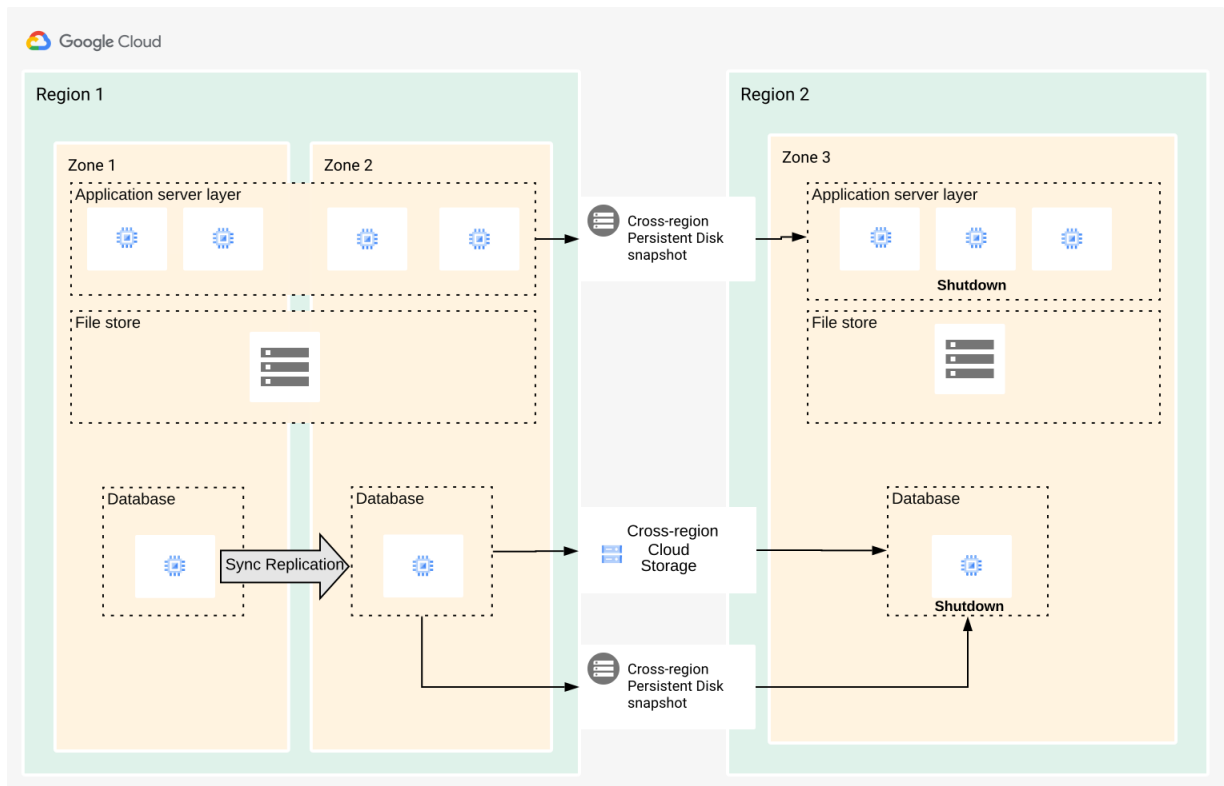 Google Cloud
Region 1
Region 2
Zone 1
Zone 2
Zone 3
Application server layer
Application server layer
Cross-region
Persistent Disk
snapshot
Shutdown
File store
File store
Database
Database
Database
Sync Replication
Cross-region
Cloud
Storage
Shutdown
Cross-region
Persistent Disk
snapshot